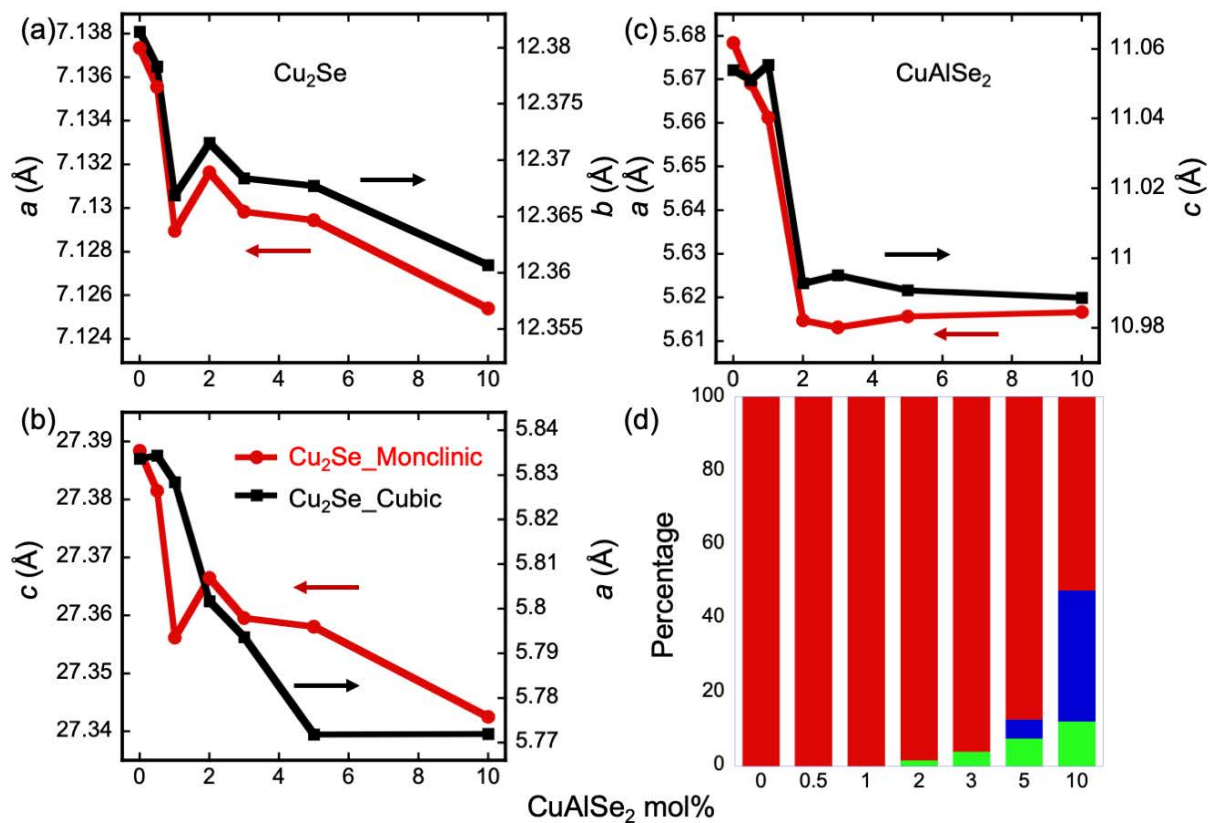 (a)
Cu₂Se
7.138
7.136
7.134
7.132
7.13
7.128
7.126
7.124
a (Å)
12.38
12.375
12.37
12.365
12.36
12.355
b (Å)
0 2 4 6 8 10
(c)
CuAlSe₂
5.68
5.67
5.66
5.65
5.64
5.63
5.62
5.61
a (Å)
11.06
11.04
11.02
11
10.98
c (Å)
0 2 4 6 8 10
(b)
Cu₂Se_Monclinic
Cu₂Se_Cubic
27.39
27.38
27.37
27.36
27.35
27.34
c (Å)
5.84
5.83
5.82
5.81
5.8
5.79
5.78
5.77
a (Å)
0 2 4 6 8 10
(d)
100
80
60
40
20
0
Percentage
0 0.5 1 2 3 5 10
CuAlSe₂ mol%